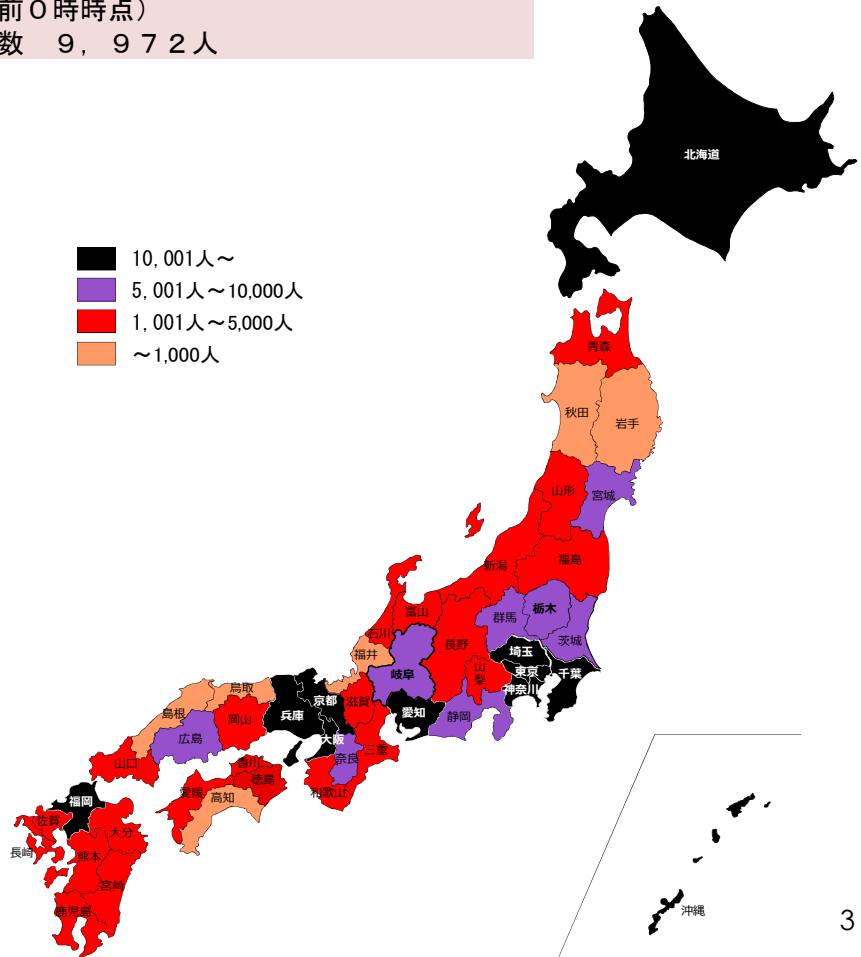 前０時時点）
数　９，９７２人
北海道
10,001人～
5,001人～10,000人
1,001人～5,000人
～1,000人
青森
秋田
岩手
山形
宮城
新潟
福島
富山
石川
群馬
栃木
茨城
長野
福井
岐阜
埼玉
山梨
東京
千葉
神奈川
鳥取
京都
滋賀
愛知
静岡
島根
岡山
兵庫
大阪
広島
奈良
三重
山口
香川
徳島
和歌山
愛媛
高知
福岡
佐賀
大分
長崎
熊本
宮崎
鹿児島
沖縄
3